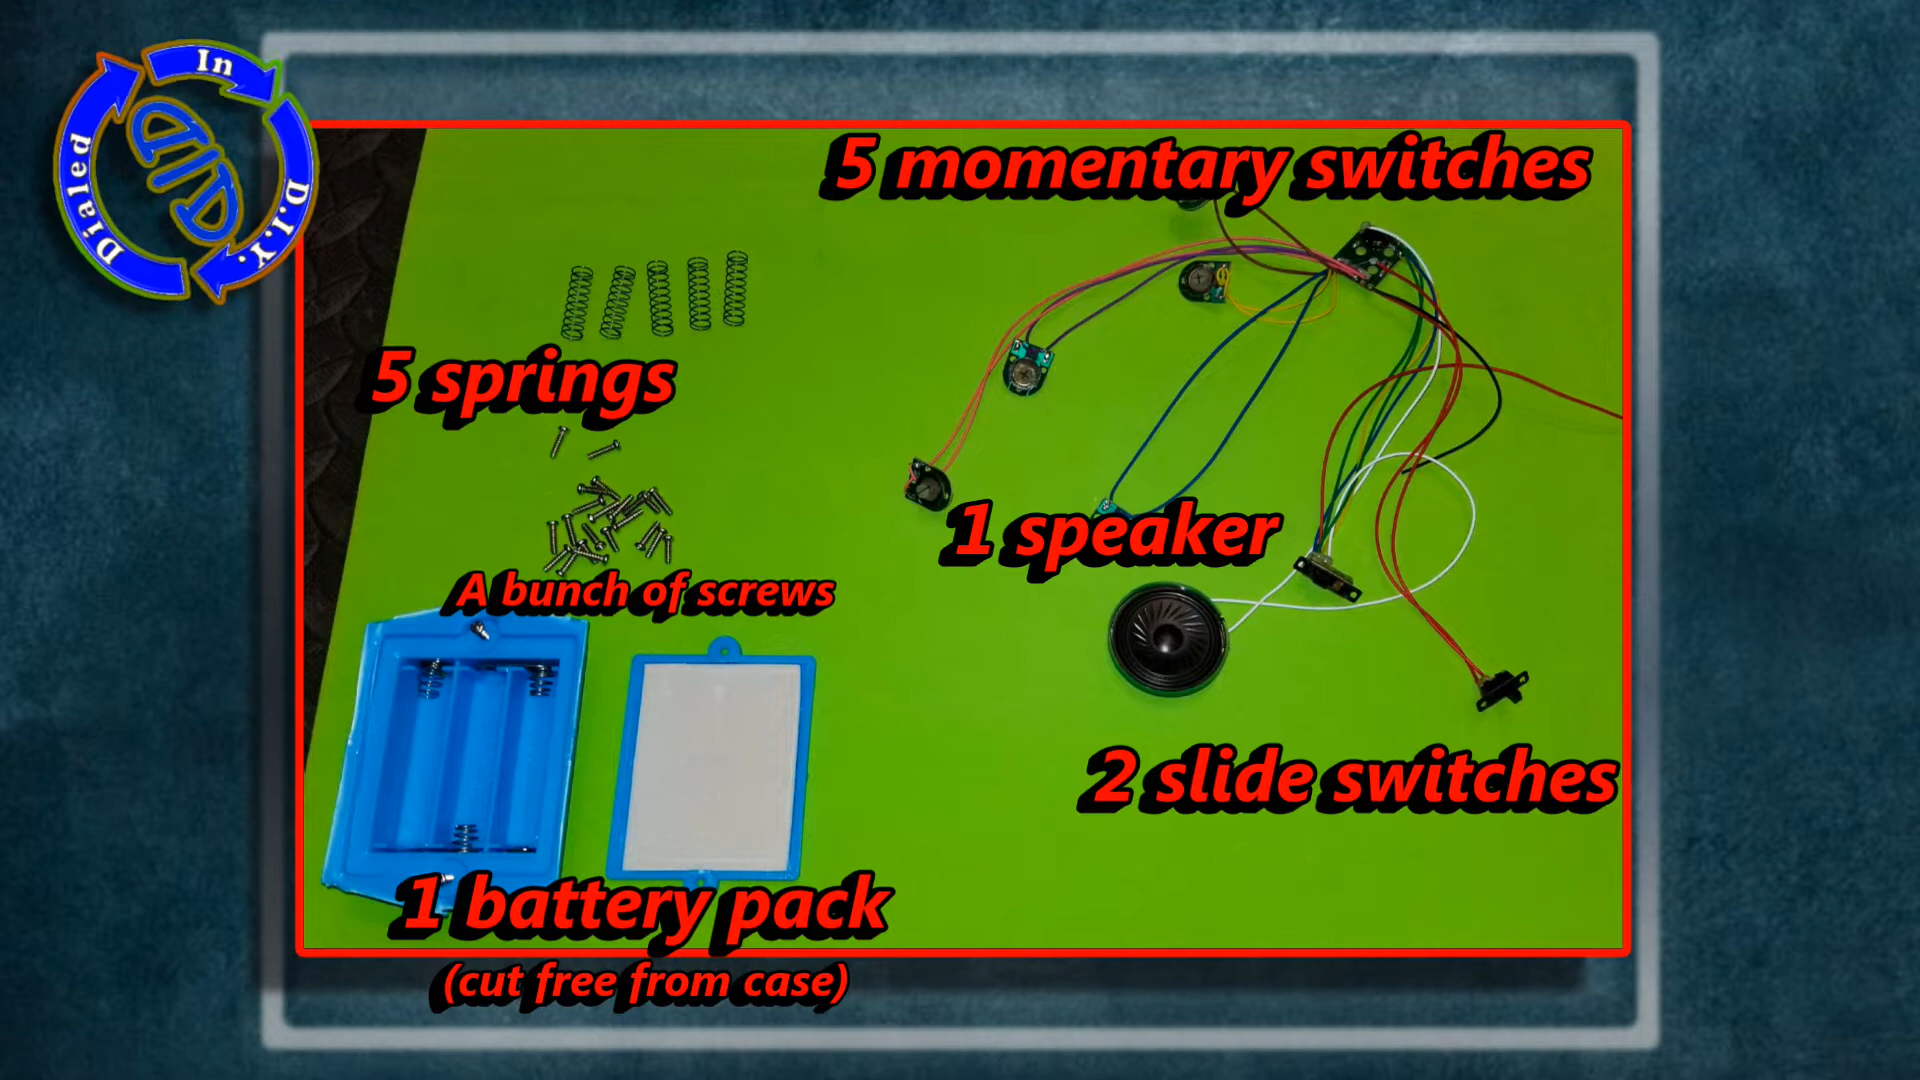 Dialed In D.I.Y.
DID
5 momentary switches
5 springs
1 speaker
A bunch of screws
2 slide switches
1 battery pack
(cut free from case)